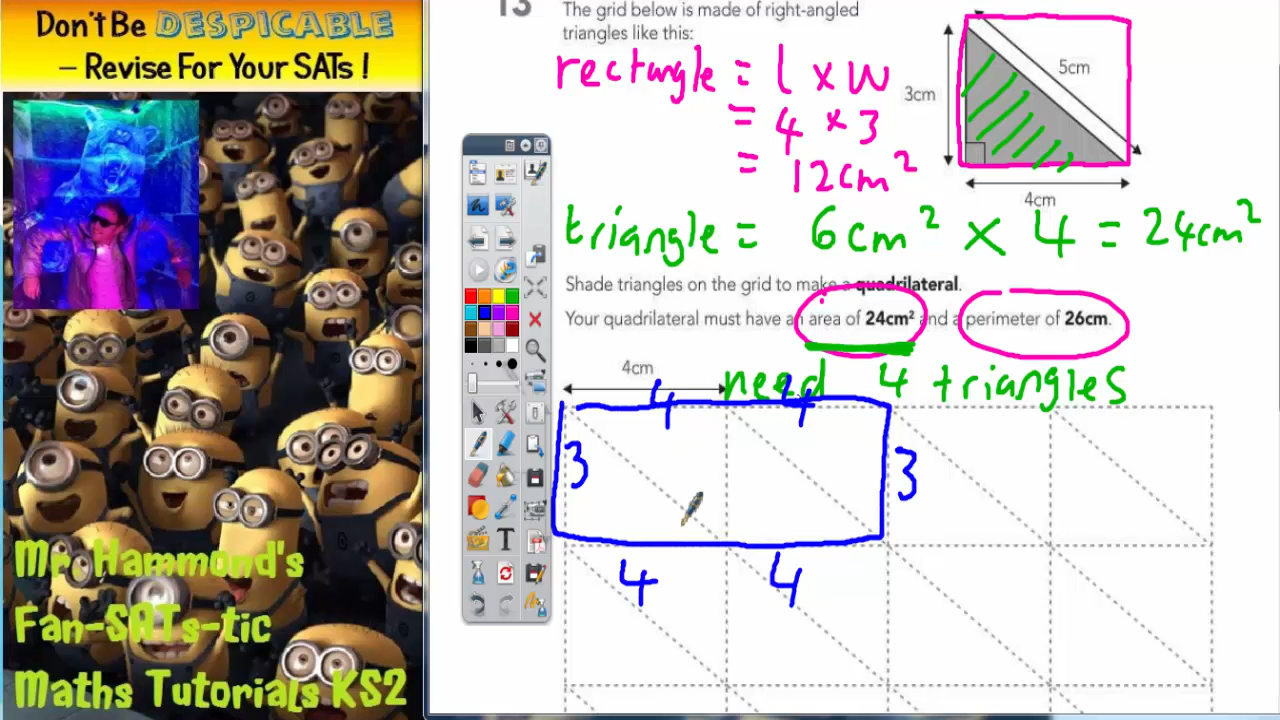 Don't Be DESPICABLE
– Revise For Your SATs !
Mr Hammond's
Fan-SATs-tic
Maths Tutorials KS2
13
The grid below is made of right-angled
triangles like this:
rectangle = l x w
= 4 x 3
= 12cm²
3cm
5cm
4cm
triangle = 6cm² x 4 = 24cm²
Shade triangles on the grid to make a quadrilateral.
Your quadrilateral must have an area of 24cm² and a perimeter of 26cm.
need 4 triangles
4cm
4 4
3 3
4 4
T